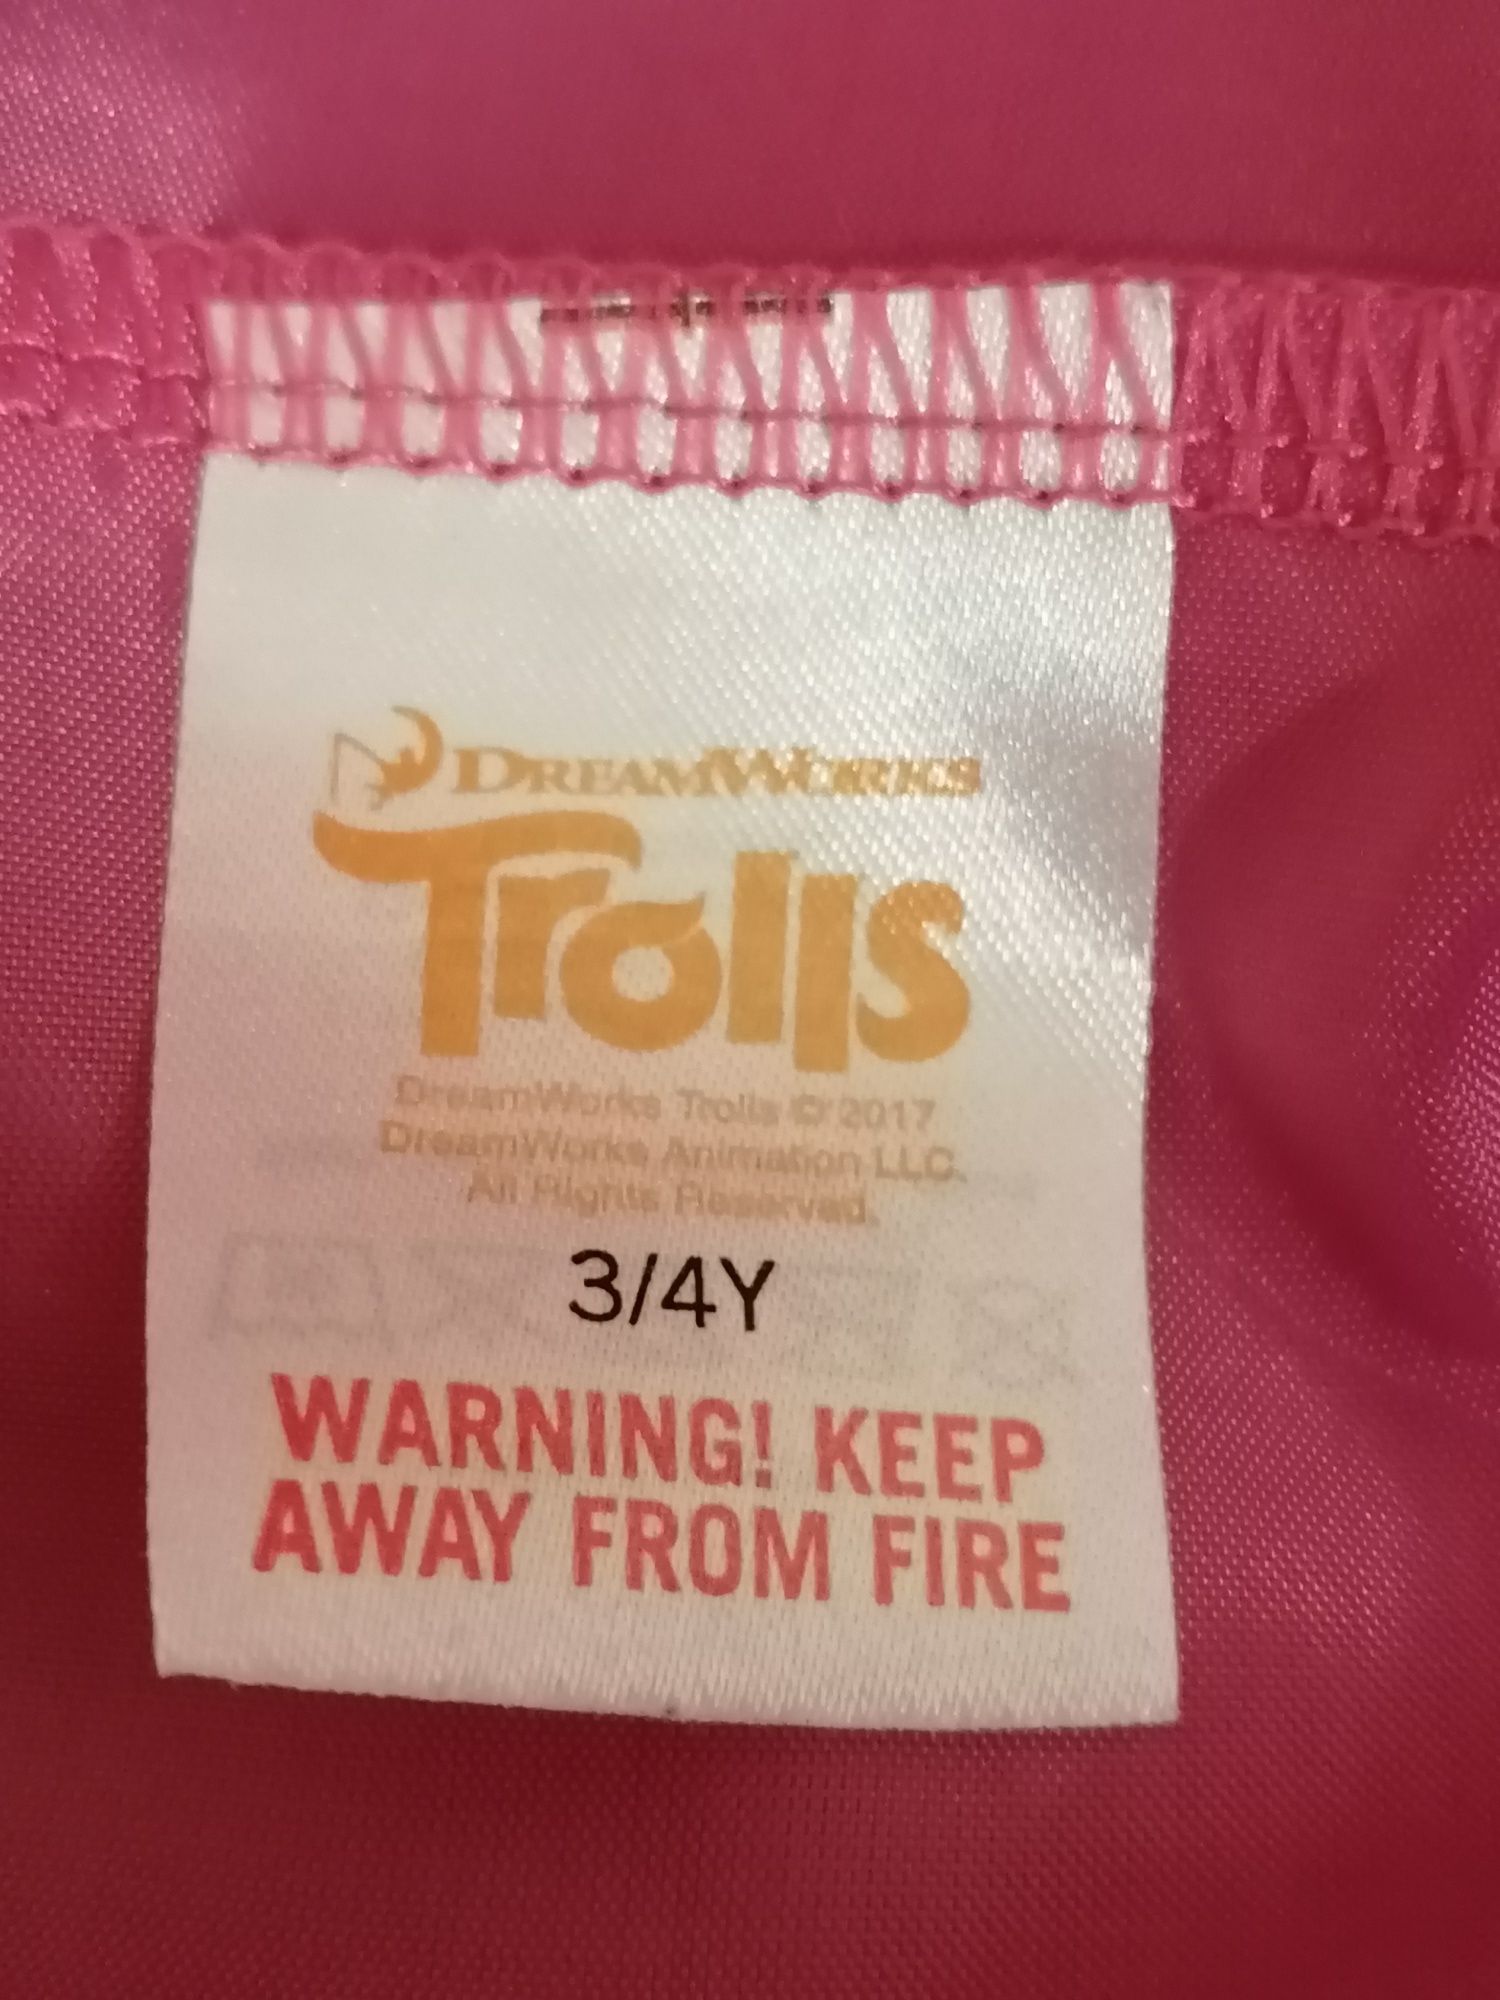 DREAMWORKS
Trolls
DreamWorks Trolls © 2017
DreamWorks Animation LLC.
All Rights Reserved.
3/4Y
WARNING! KEEP
AWAY FROM FIRE